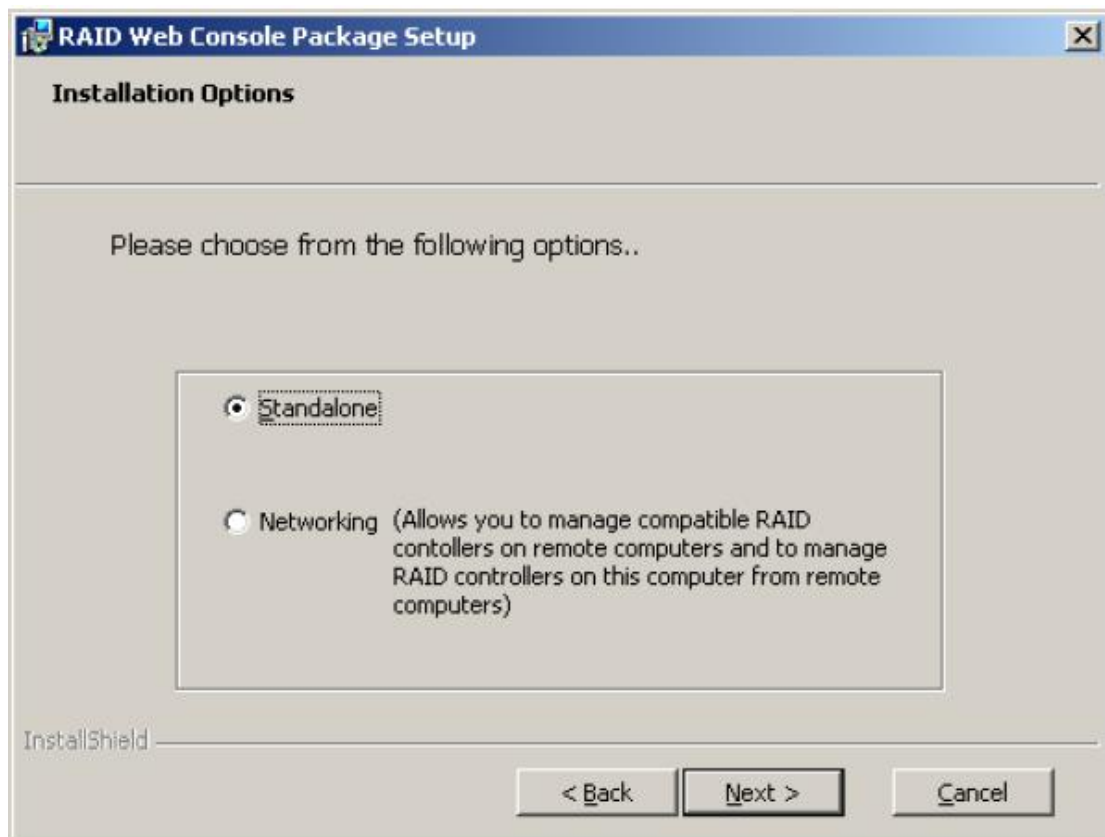 RAID Web Console Package Setup
Installation Options
Please choose from the following options..
Standalone
Networking (Allows you to manage compatible RAID
contollers on remote computers and to manage
RAID controllers on this computer from remote
computers)
InstallShield
< Back
Next >
Cancel